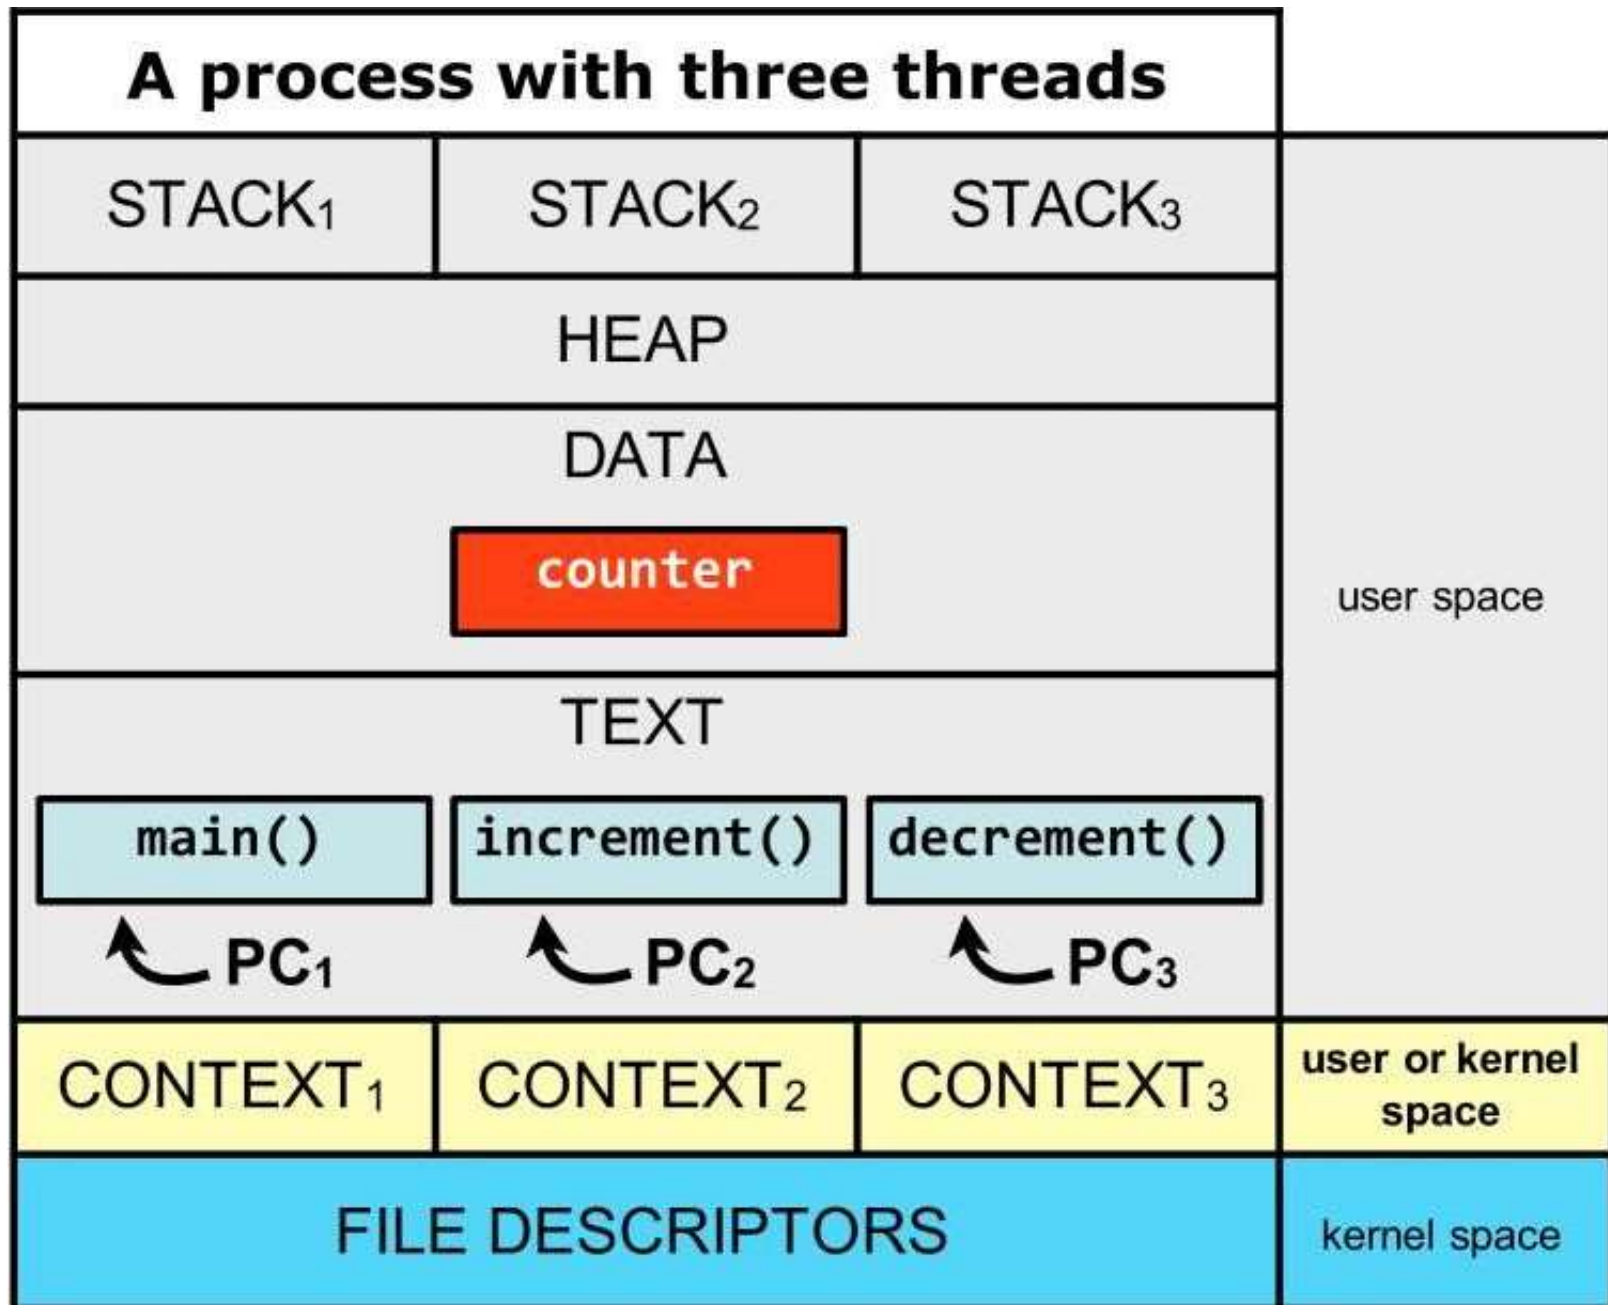 A process with three threads
STACK₁ STACK₂ STACK₃
HEAP
DATA
counter
user space
TEXT
main() increment() decrement()
PC₁ PC₂ PC₃
CONTEXT₁ CONTEXT₂ CONTEXT₃
user or kernel
space
FILE DESCRIPTORS
kernel space